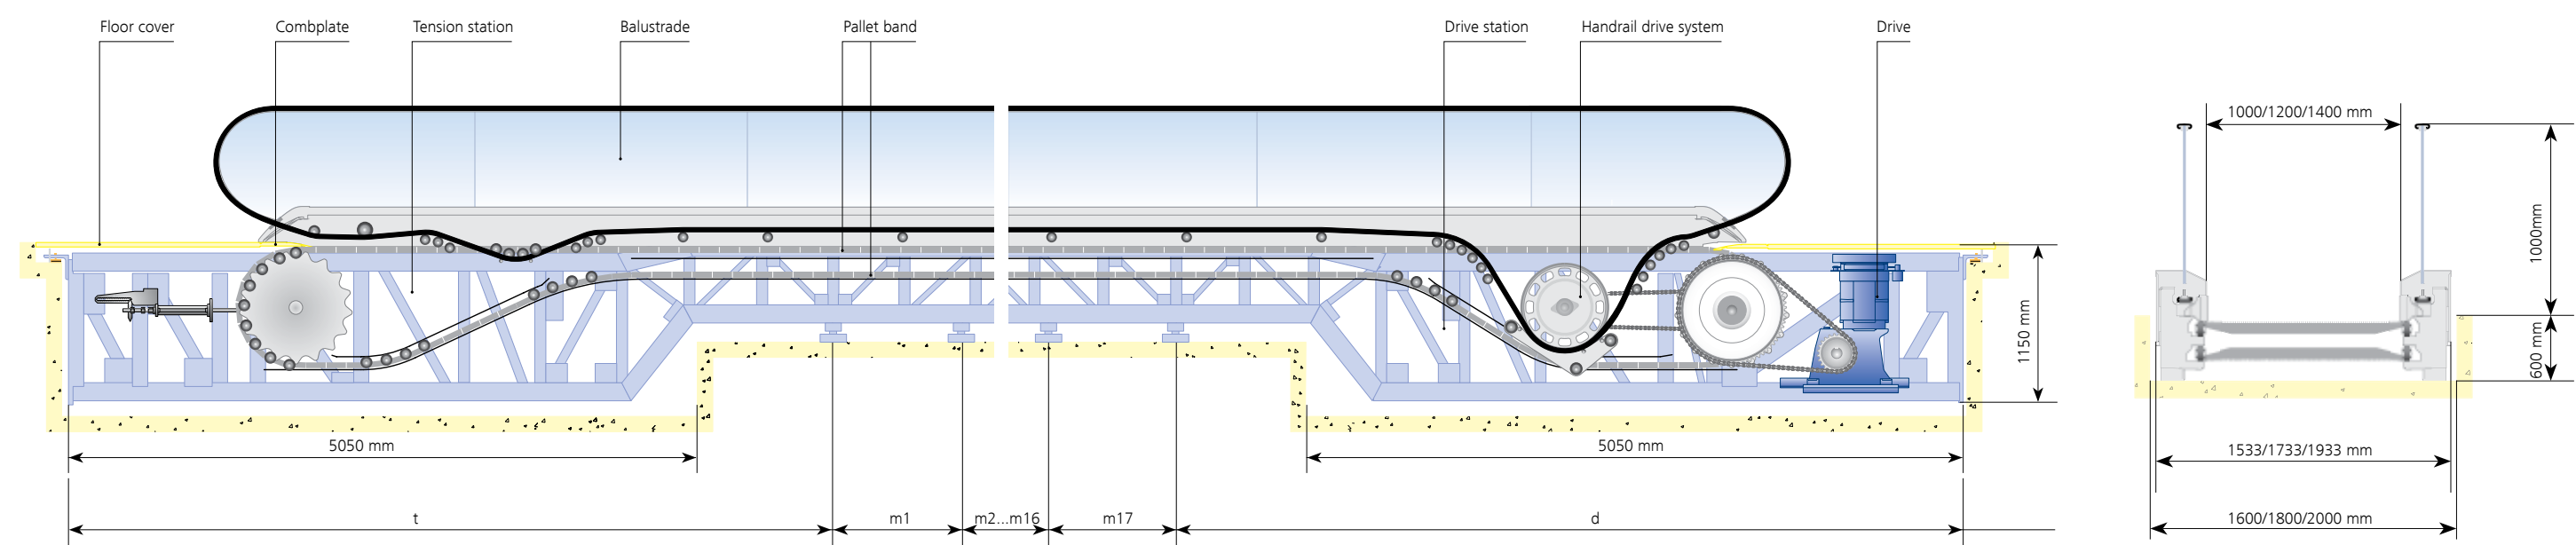 Floor cover
Combplate
Tension station
Balustrade
Pallet band
Drive station
Handrail drive system
Drive
1000/1200/1400 mm
1000mm
600 mm
1150 mm
5050 mm
5050 mm
1533/1733/1933 mm
t
m1
m2...m16
m17
d
1600/1800/2000 mm